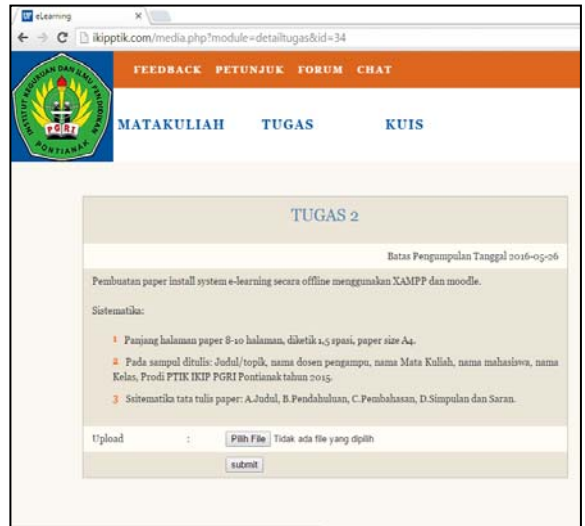 eLearning
ikipptik.com/media.php?module=detailtugas&id=34
FEEDBACK PETUNJUK FORUM CHAT
INSTITUT KEGURUAN DAN ILMU PENDIDIKAN
PGRI
PONTIANAK
MATAKULIAH TUGAS KUIS
TUGAS 2
Batas Pengumpulan Tanggal 2016-05-26
Pembuatan paper install system e-learning secara offline menggunakan XAMPP dan moodle.
Sistematika:
1 Panjang halaman paper 8-10 halaman, diketik 1,5 spasi, paper size A4.
2 Pada sampul ditulis: Judul/topik, nama dosen pengampu, nama Mata Kuliah, nama mahasiswa, nama
Kelas, Prodi PTIK IKIP PGRI Pontianak tahun 2015.
3 Ssitematika tata tulis paper: A.Judul, B.Pendahuluan, C.Pembahasan, D.Simpulan dan Saran.
Upload : Pilih File Tidak ada file yang dipilih
submit